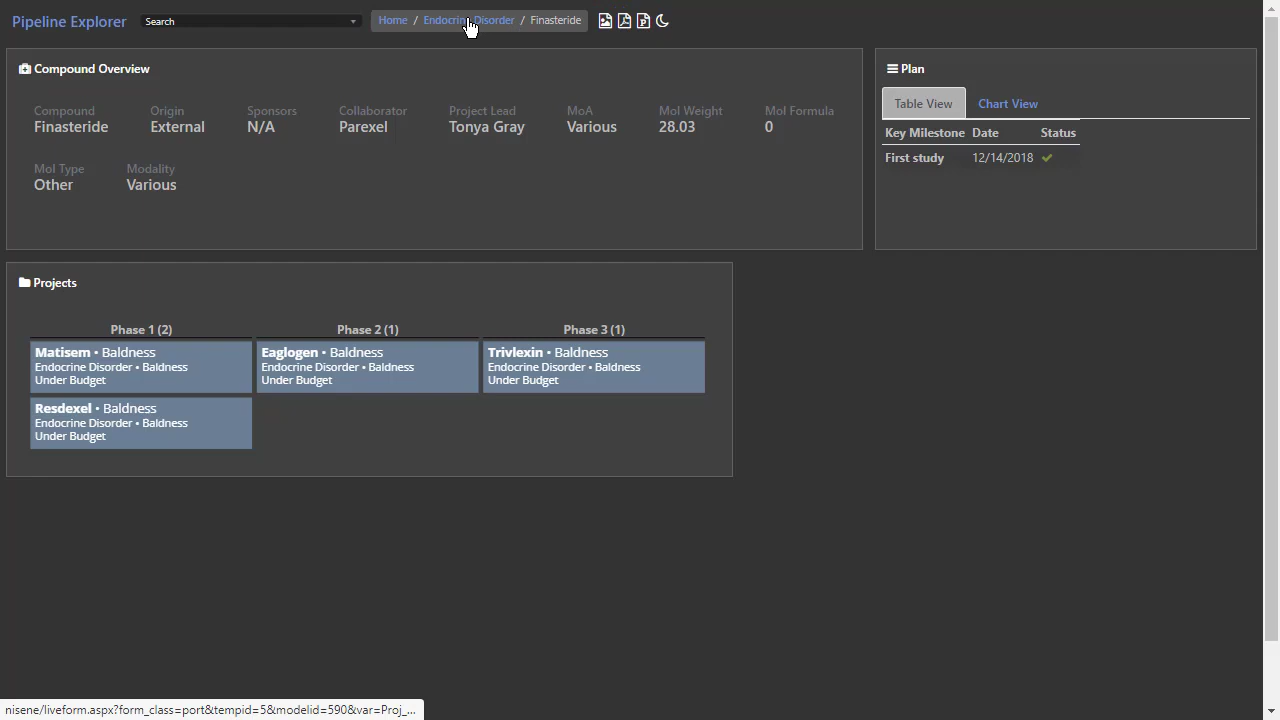 Pipeline Explorer
Search
Home / Endocrine Disorder / Finasteride
Compound Overview
Compound
Finasteride
Origin
External
Sponsors
N/A
Collaborator
Parexel
Project Lead
Tonya Gray
MoA
Various
Mol Weight
28.03
Mol Formula
0
Mol Type
Other
Modality
Various
Plan
Table View Chart View
Key Milestone Date Status
First study 12/14/2018
Projects
Phase 1 (2)
Matisem • Baldness
Endocrine Disorder • Baldness
Under Budget
Resdexel • Baldness
Endocrine Disorder • Baldness
Under Budget
Phase 2 (1)
Eaglogen • Baldness
Endocrine Disorder • Baldness
Under Budget
Phase 3 (1)
Trivlexin • Baldness
Endocrine Disorder • Baldness
Under Budget
nisene/liveform.aspx?form_class=port&tempid=5&modelid=590&var=Proj_...